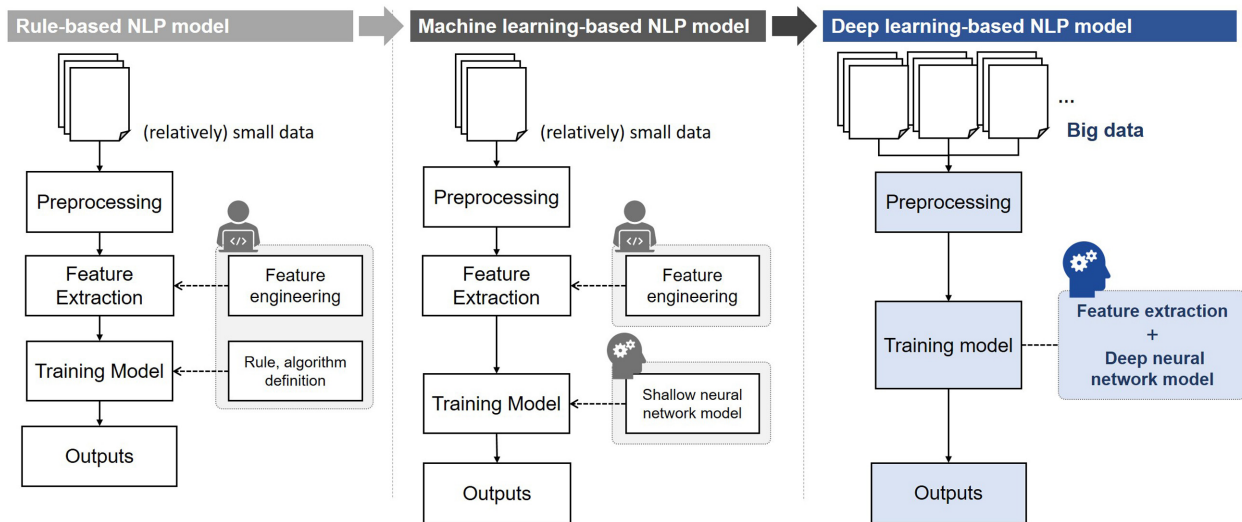 Rule-based NLP model
(relatively) small data
Preprocessing
Feature
Extraction
Feature
engineering
Training Model
Rule, algorithm
definition
Outputs
Machine learning-based NLP model
(relatively) small data
Preprocessing
Feature
Extraction
Feature
engineering
Training Model
Shallow neural
network model
Outputs
Deep learning-based NLP model
...
Big data
Preprocessing
Training model
Feature extraction
+
Deep neural
network model
Outputs